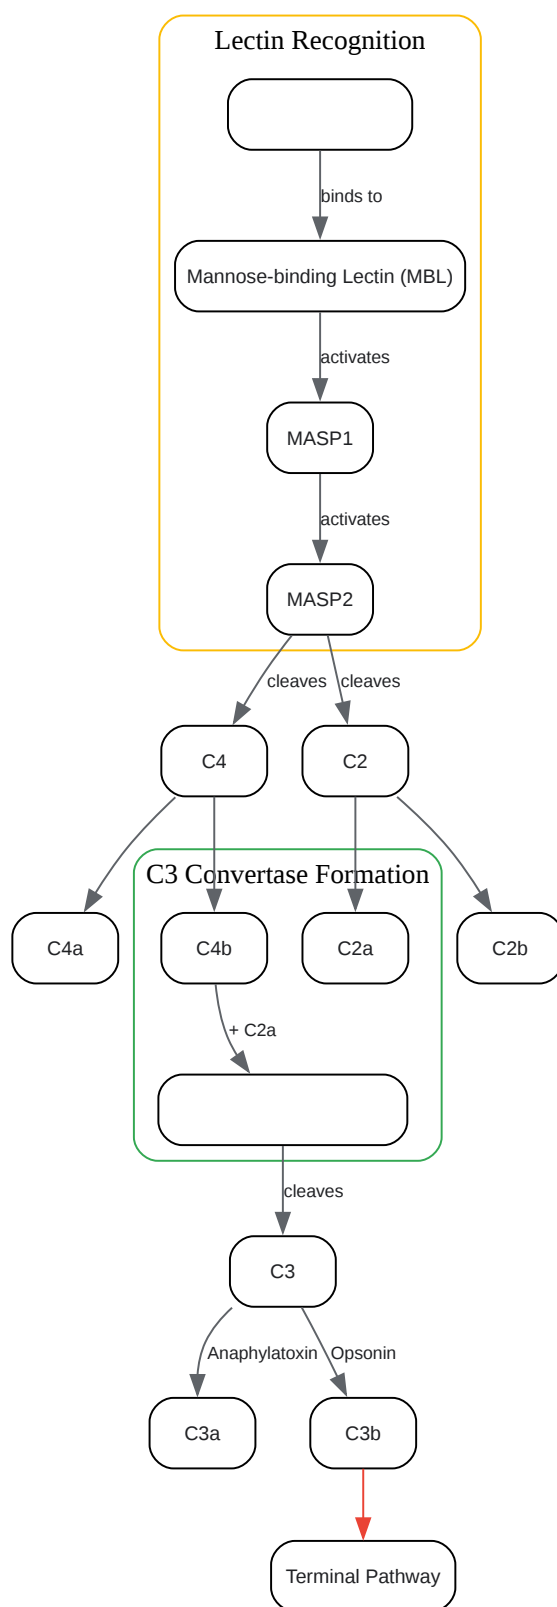 Lectin Recognition
binds to
Mannose-binding Lectin (MBL)
activates
MASP1
activates
MASP2
cleaves
cleaves
C4
C2
C3 Convertase Formation
C4a
C4b
C2a
C2b
+ C2a
cleaves
C3
Anaphylatoxin
Opsonin
C3a
C3b
Terminal Pathway